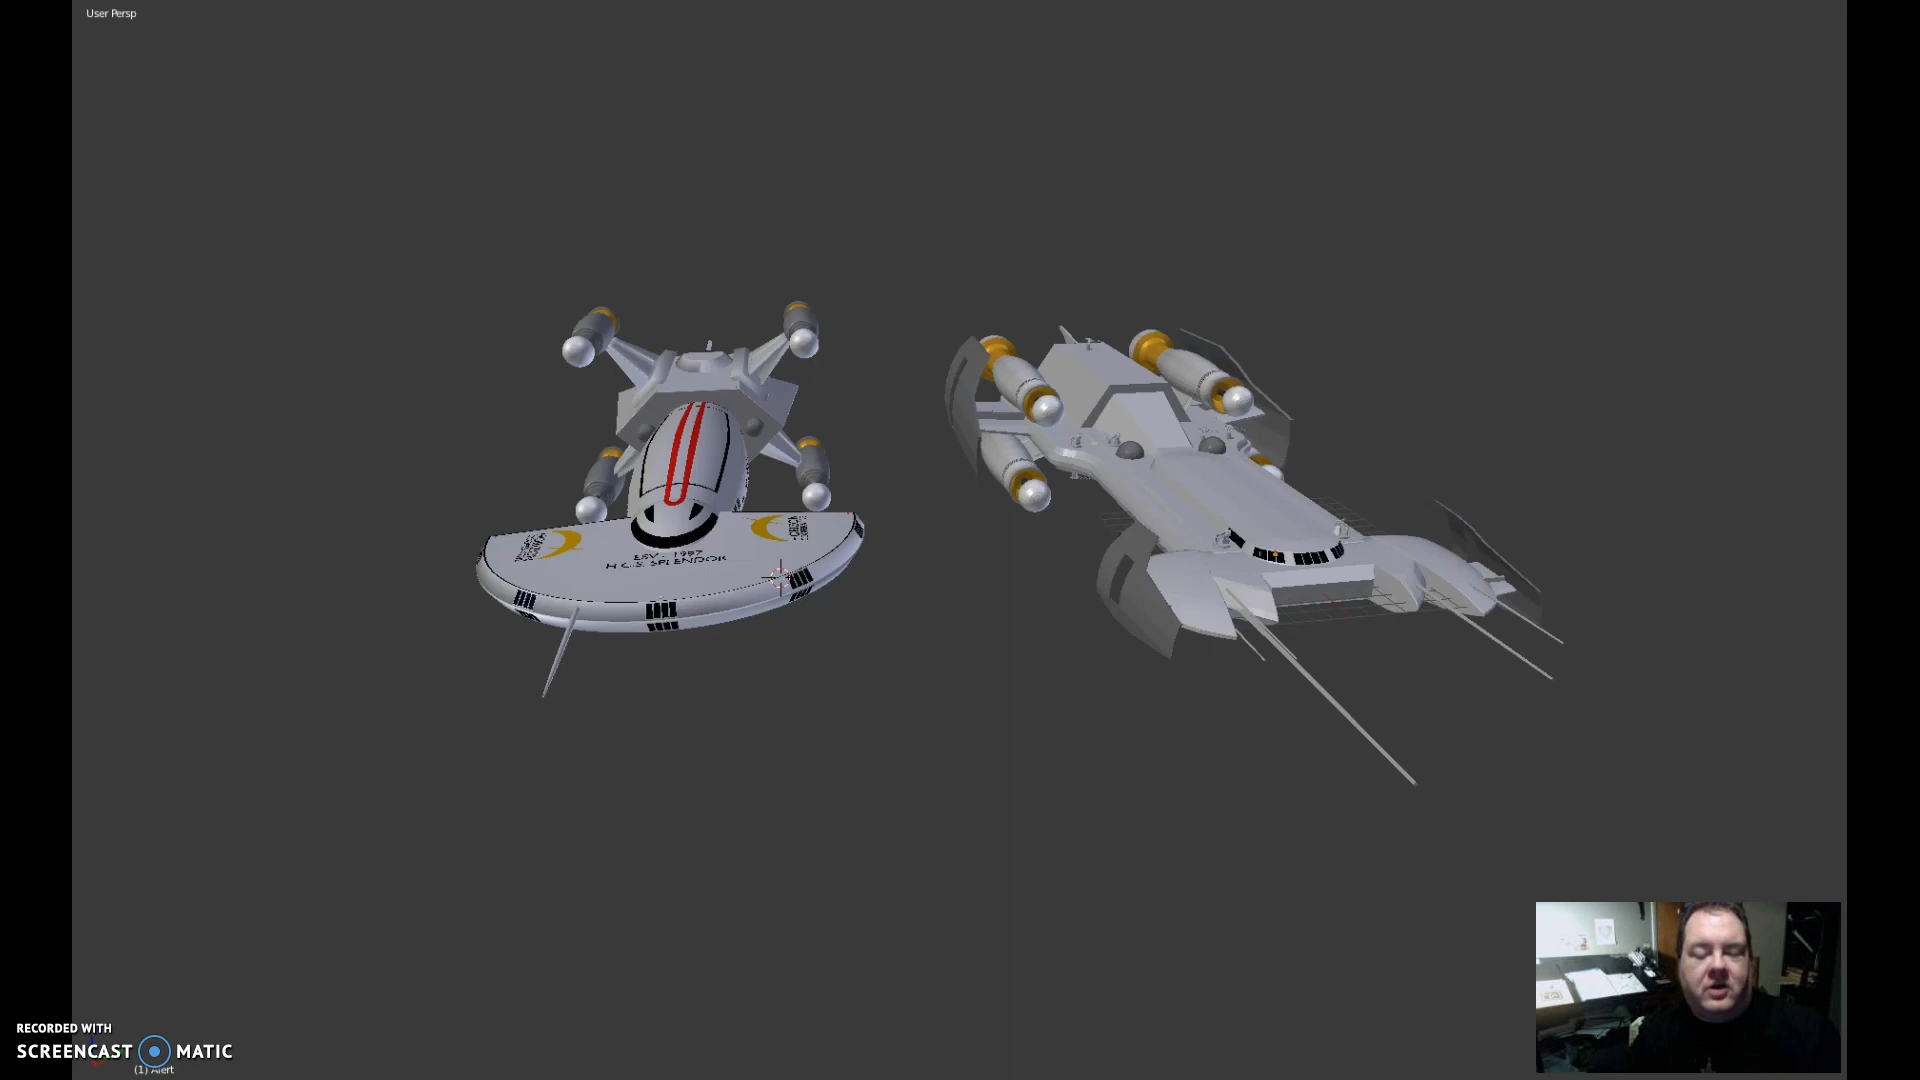 User Persp
ESV - 1997
H.C.S. SPLENDOR
RECORDED WITH
SCREENCAST MATIC
(1) Alert